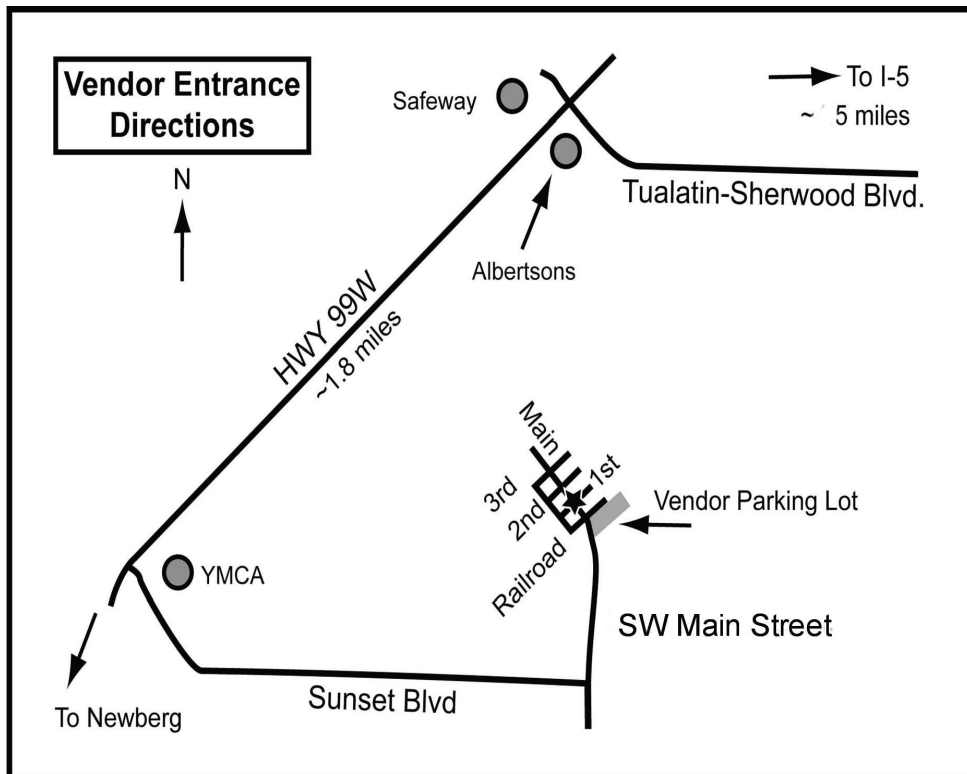 Vendor Entrance
Directions
N
Safeway
To I-5
~ 5 miles
Tualatin-Sherwood Blvd.
Albertsons
HWY 99W
~1.8 miles
Main
1st
3rd
2nd
Vendor Parking Lot
Railroad
YMCA
SW Main Street
Sunset Blvd
To Newberg